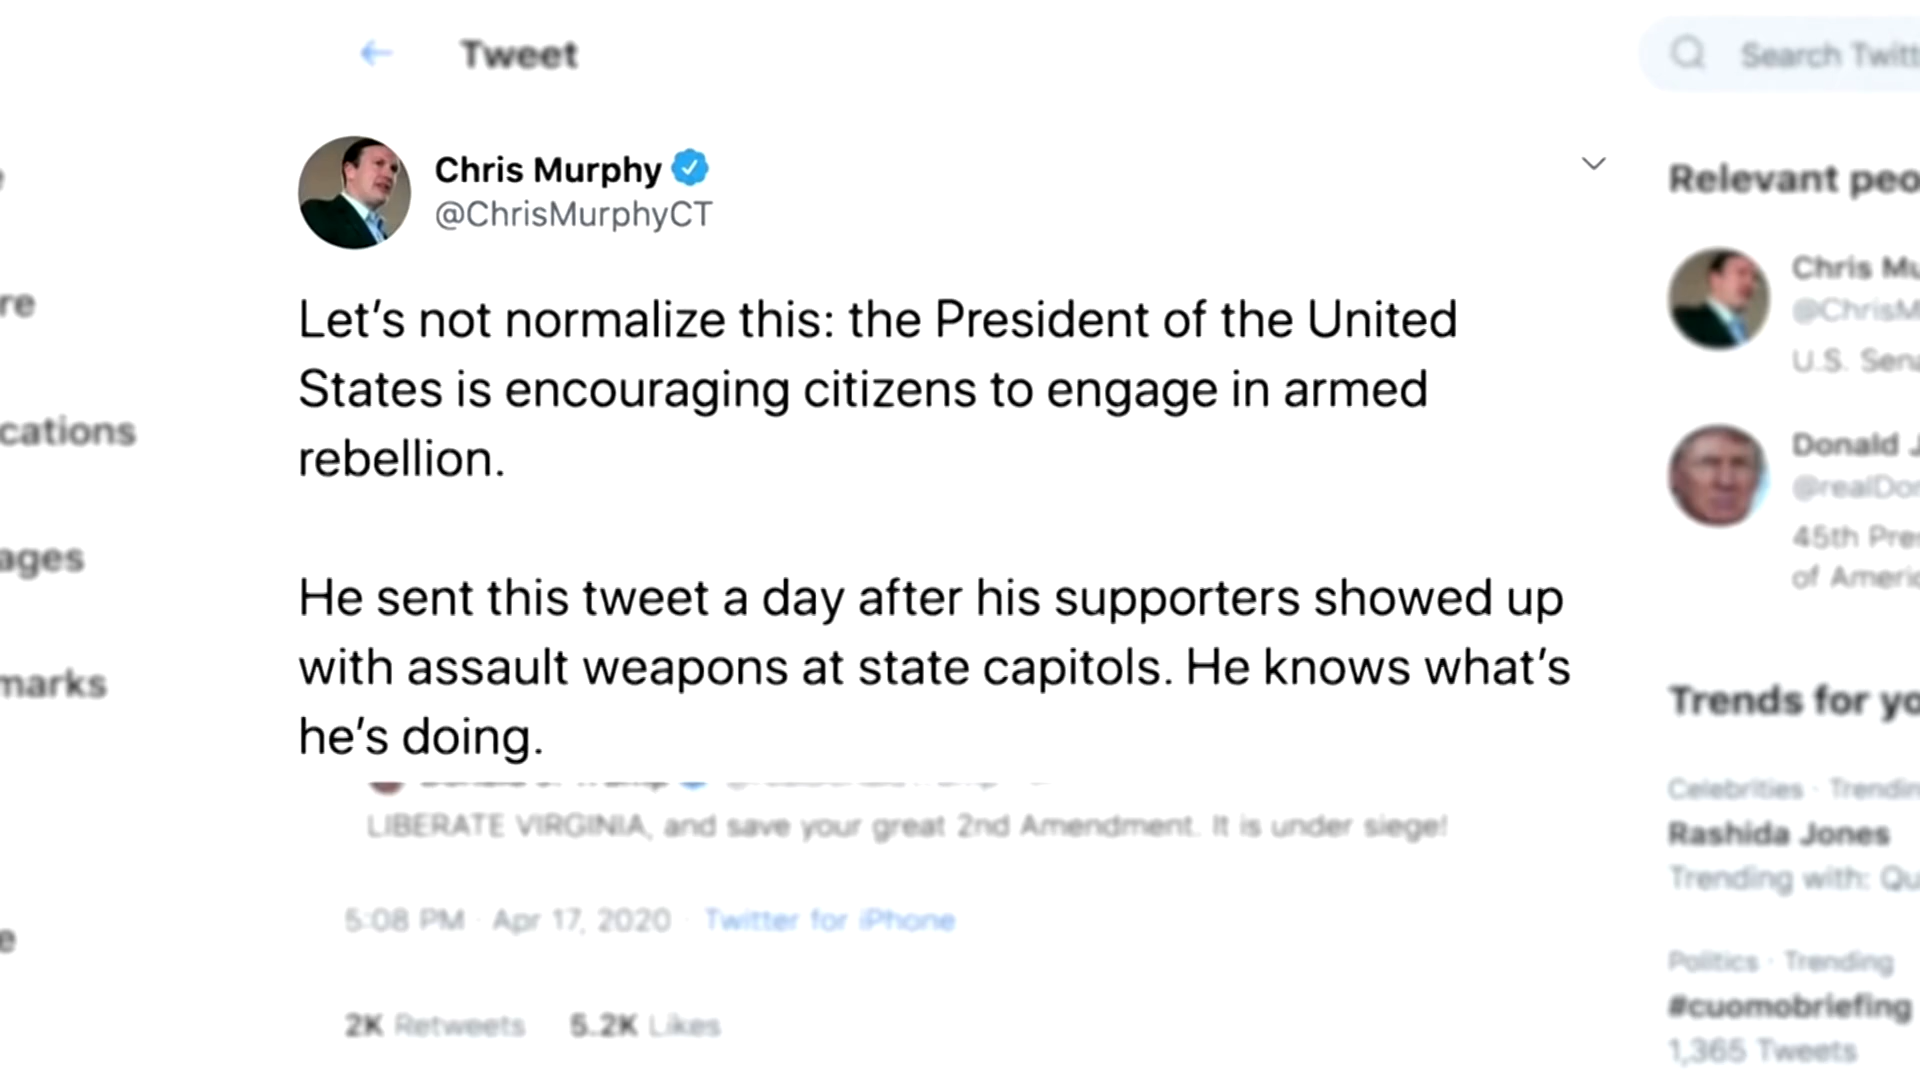 Tweet
Search Twitt
Chris Murphy
@ChrisMurphyCT
Let's not normalize this: the President of the United
States is encouraging citizens to engage in armed
rebellion.
He sent this tweet a day after his supporters showed up
with assault weapons at state capitols. He knows what's
he's doing.
LIBERATE VIRGINIA, and save your great 2nd Amendment. It is under siege!
5:08 PM · Apr 17, 2020 · Twitter for iPhone
2K Retweets 5.2K Likes
re
cations
ages
marks
e
Relevant peo
Chris Mu
@ChrisM
U.S. Sena
Donald J
@realDon
45th Pres
of Americ
Trends for yo
Celebrities · Trendin
Rashida Jones
Trending with: Qu
Politics · Trending
#cuomobriefing
1,365 Tweets